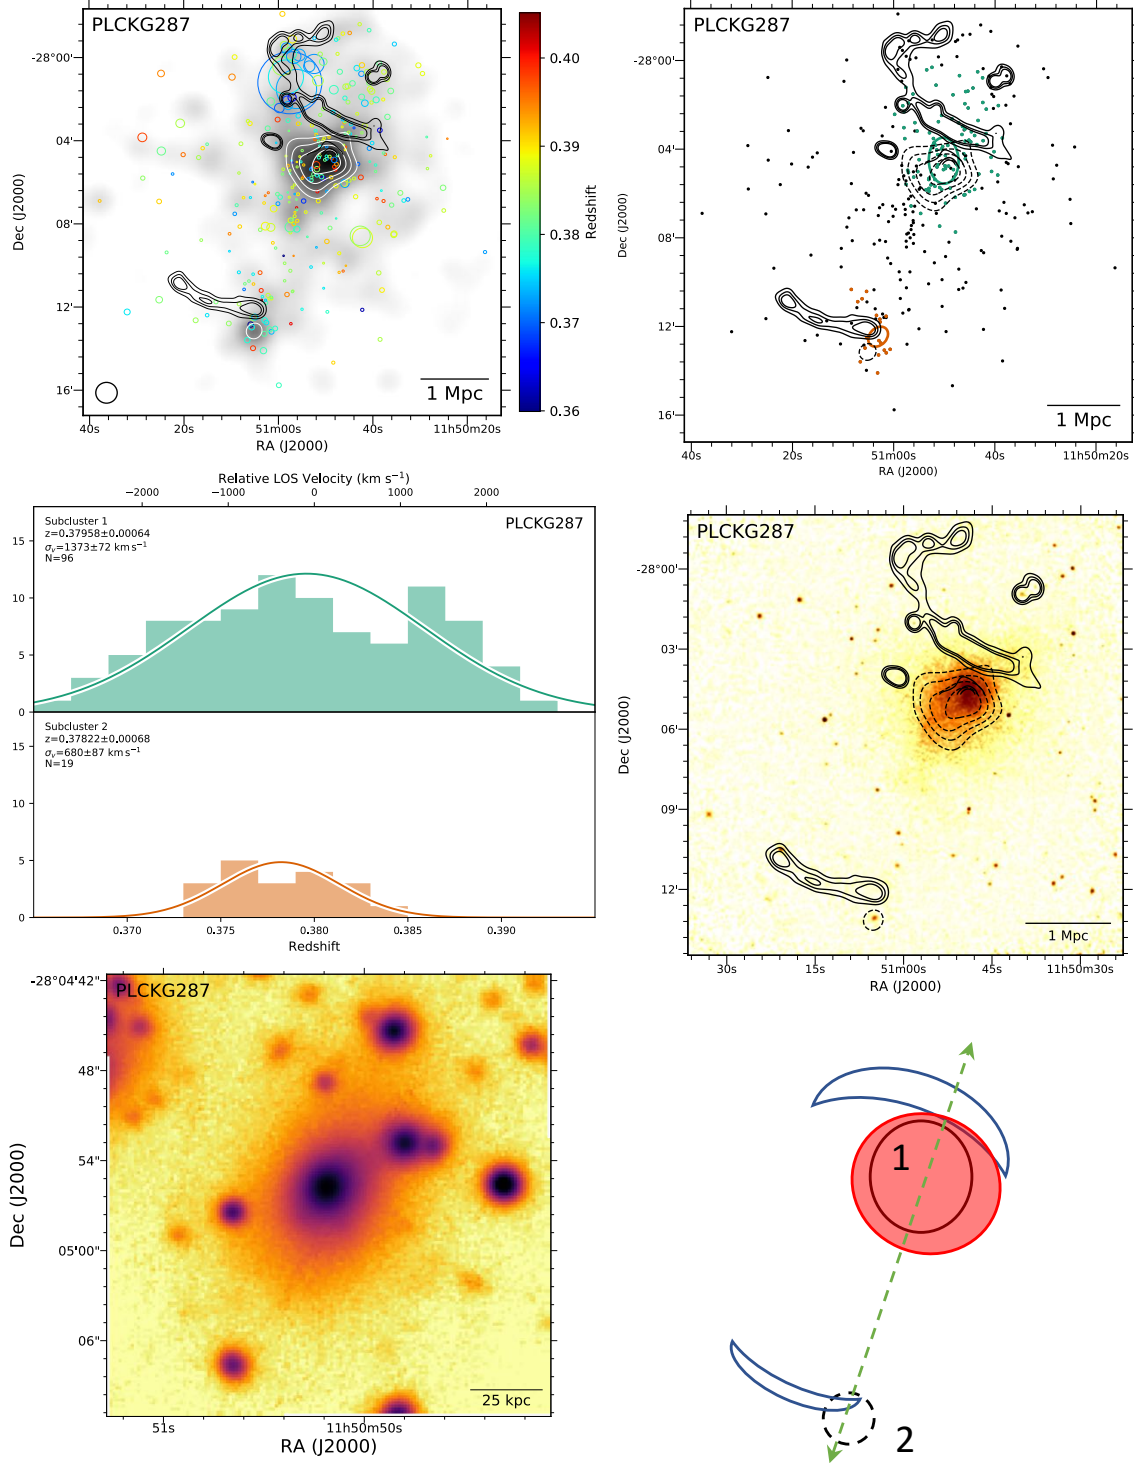 PLCKG287
-28°00'
04'
08'
12'
16'
Dec (J2000)
40s
20s
51m00s
40s
11h50m20s
RA (J2000)
1 Mpc
0.40
0.39
0.38
0.37
0.36
Redshift
PLCKG287
-28°00'
04'
08'
12'
16'
Dec (J2000)
40s
20s
51m00s
40s
11h50m20s
RA (J2000)
1 Mpc
Relative LOS Velocity (km s⁻¹)
−2000
−1000
0
1000
2000
Subcluster 1
z=0.37958±0.00064
σᵥ=1373±72 km s⁻¹
N=96
PLCKG287
15
10
5
0
Subcluster 2
z=0.37822±0.00068
σᵥ=680±87 km s⁻¹
N=19
15
10
5
0
0.370
0.375
0.380
0.385
0.390
Redshift
PLCKG287
-28°00'
03'
06'
09'
12'
Dec (J2000)
30s
15s
51m00s
45s
11h50m30s
RA (J2000)
1 Mpc
PLCKG287
-28°04'42"
48"
54"
05'00"
06"
Dec (J2000)
51s
11h50m50s
RA (J2000)
25 kpc
1
2